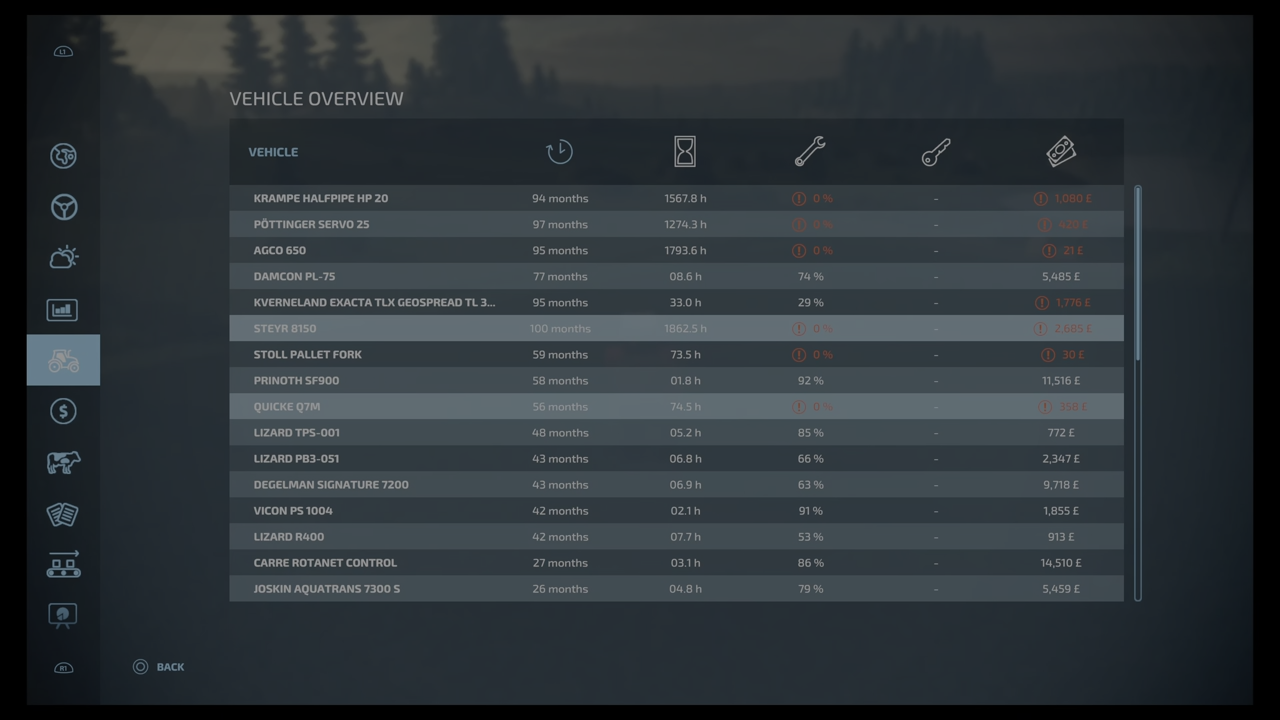 L1
VEHICLE OVERVIEW
VEHICLE
KRAMPE HALFPIPE HP 20 94 months 1567.8 h 0 % - 1,080 £
PÖTTINGER SERVO 25 97 months 1274.3 h 0 % - 420 £
AGCO 650 95 months 1793.6 h 0 % - 21 £
DAMCON PL-75 77 months 08.6 h 74 % - 5,485 £
KVERNELAND EXACTA TLX GEOSPREAD TL 3... 95 months 33.0 h 29 % - 1,776 £
STEYR 8150 100 months 1862.5 h 0 % - 2,685 £
STOLL PALLET FORK 59 months 73.5 h 0 % - 30 £
PRINOTH SF900 58 months 01.8 h 92 % - 11,516 £
QUICKE Q7M 56 months 74.5 h 0 % - 358 £
LIZARD TPS-001 48 months 05.2 h 85 % - 772 £
LIZARD PB3-051 43 months 06.8 h 66 % - 2,347 £
DEGELMAN SIGNATURE 7200 43 months 06.9 h 63 % - 9,718 £
VICON PS 1004 42 months 02.1 h 91 % - 1,855 £
LIZARD R400 42 months 07.7 h 53 % - 913 £
CARRE ROTANET CONTROL 27 months 03.1 h 86 % - 14,510 £
JOSKIN AQUATRANS 7300 S 26 months 04.8 h 79 % - 5,459 £
R1
BACK